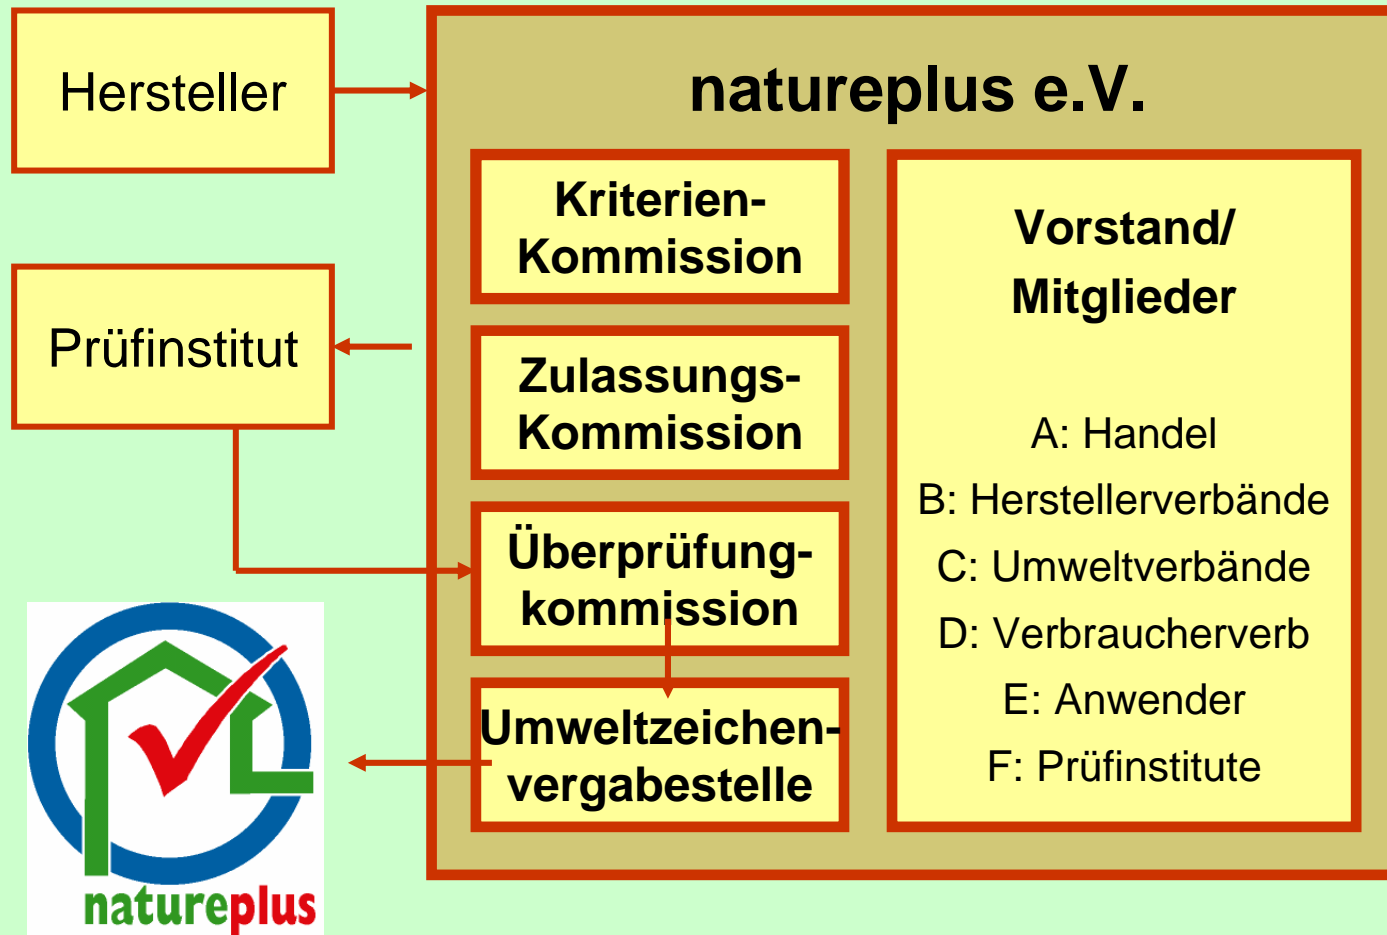 Hersteller
natureplus e.V.
Kriterien-
Kommission
Prüfinstitut
Zulassungs-
Kommission
Überprüfung-
kommission
Umweltzeichen-
vergabestelle
Vorstand/
Mitglieder
A: Handel
B: Herstellerverbände
C: Umweltverbände
D: Verbraucherverb
E: Anwender
F: Prüfinstitute
natureplus